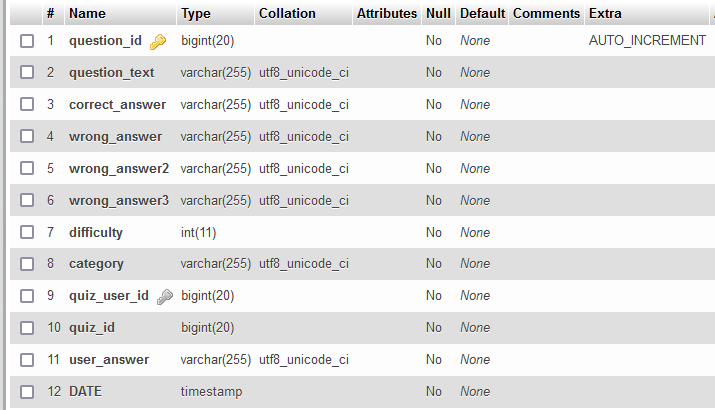 # Name Type Collation Attributes Null Default Comments Extra
1 question_id bigint(20) No None AUTO_INCREMENT
2 question_text varchar(255) utf8_unicode_ci No None
3 correct_answer varchar(255) utf8_unicode_ci No None
4 wrong_answer varchar(255) utf8_unicode_ci No None
5 wrong_answer2 varchar(255) utf8_unicode_ci No None
6 wrong_answer3 varchar(255) utf8_unicode_ci No None
7 difficulty int(11) No None
8 category varchar(255) utf8_unicode_ci No None
9 quiz_user_id bigint(20) No None
10 quiz_id bigint(20) No None
11 user_answer varchar(255) utf8_unicode_ci No None
12 DATE timestamp No None